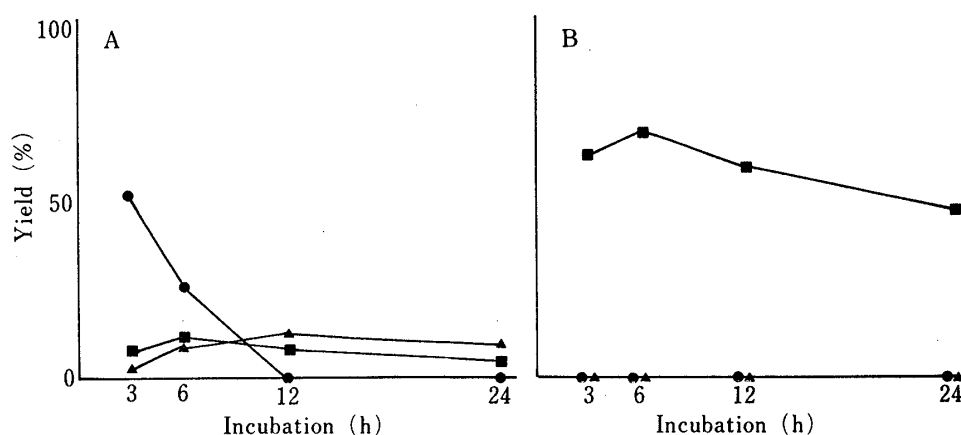 100
A
B
Yield (%)
50
0
3 6 12 24
3 6 12 24
Incubation (h)
Incubation (h)